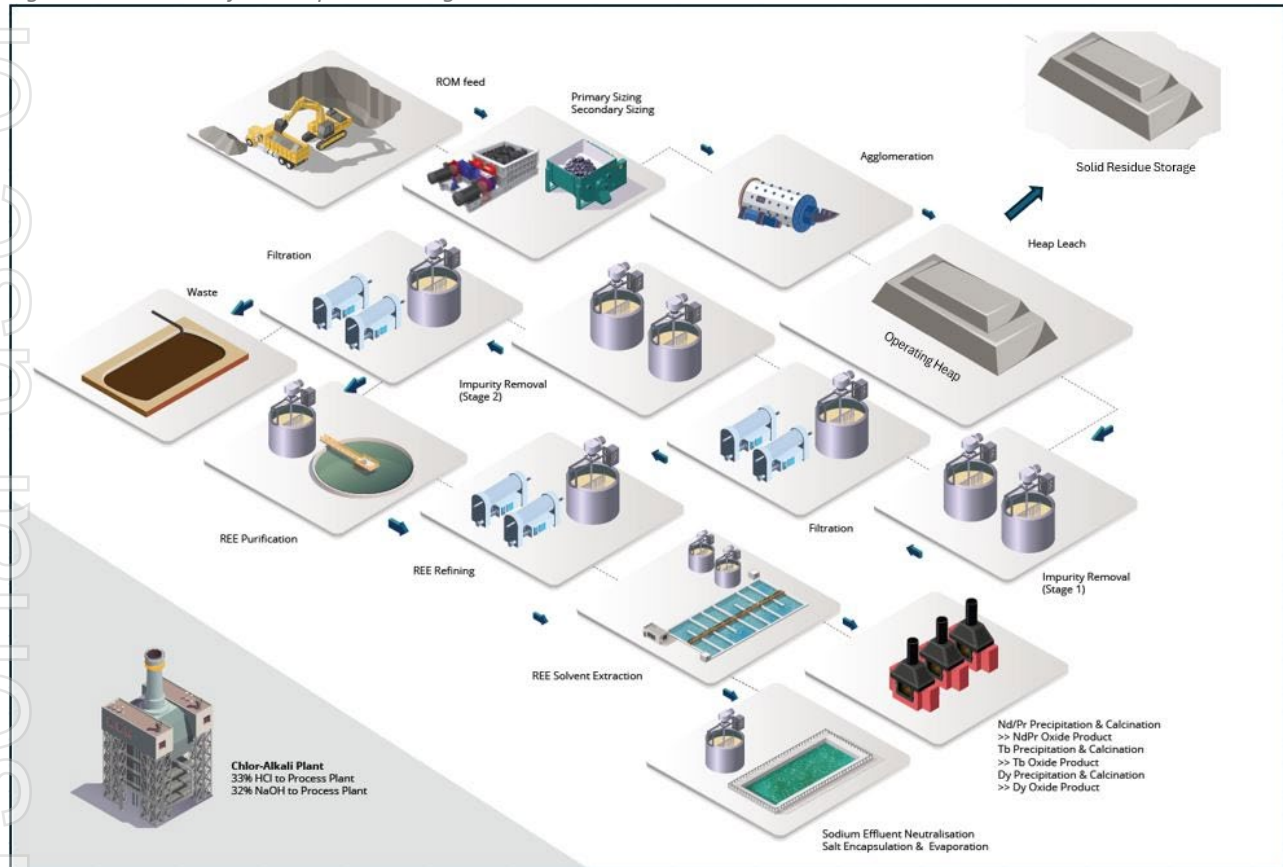 ROM feed
Primary Sizing
Secondary Sizing
Agglomeration
Solid Residue Storage
Heap Leach
Operating Heap
Filtration
Waste
Impurity Removal
(Stage 2)
Filtration
Impurity Removal
(Stage 1)
REE Purification
REE Refining
REE Solvent Extraction
Nd/Pr Precipitation & Calcination
>> NdPr Oxide Product
Tb Precipitation & Calcination
>> Tb Oxide Product
Dy Precipitation & Calcination
>> Dy Oxide Product
Sodium Effluent Neutralisation
Salt Encapsulation & Evaporation
Chlor-Alkali Plant
33% HCl to Process Plant
32% NaOH to Process Plant